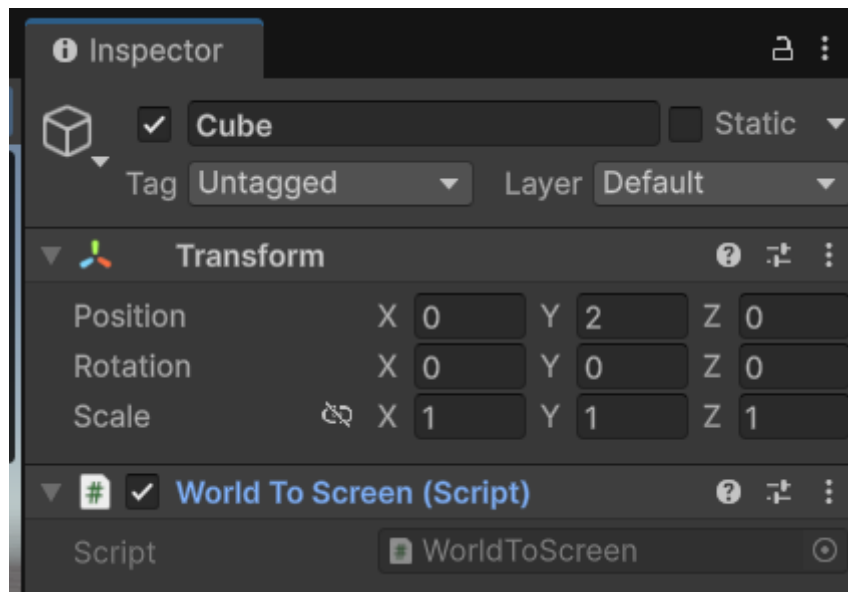 Inspector
Cube Static
Tag Untagged Layer Default
Transform
Position X 0 Y 2 Z 0
Rotation X 0 Y 0 Z 0
Scale X 1 Y 1 Z 1
# World To Screen (Script)
Script # WorldToScreen